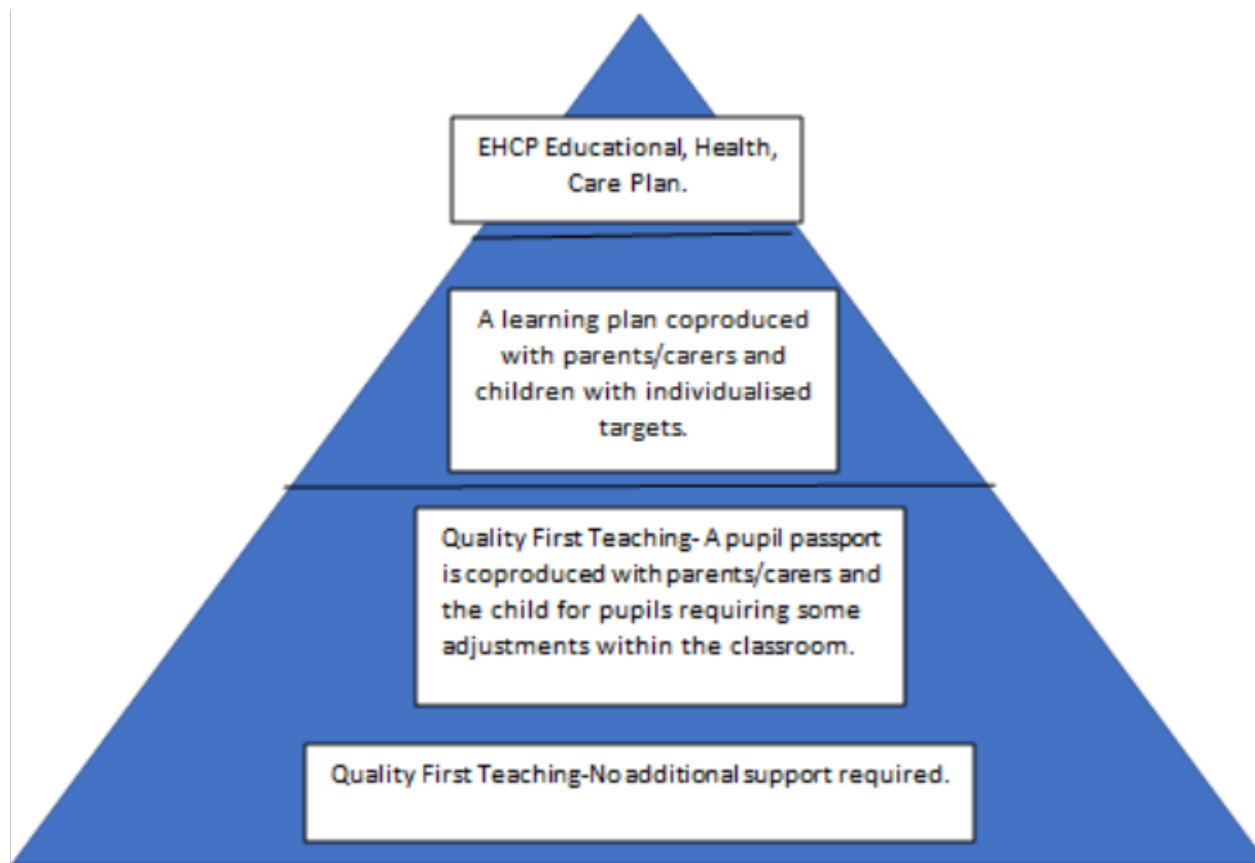 EHCP Educational, Health,
Care Plan.
A learning plan coproduced
with parents/carers and
children with individualised
targets.
Quality First Teaching- A pupil passport
is coproduced with parents/carers and
the child for pupils requiring some
adjustments within the classroom.
Quality First Teaching-No additional support required.